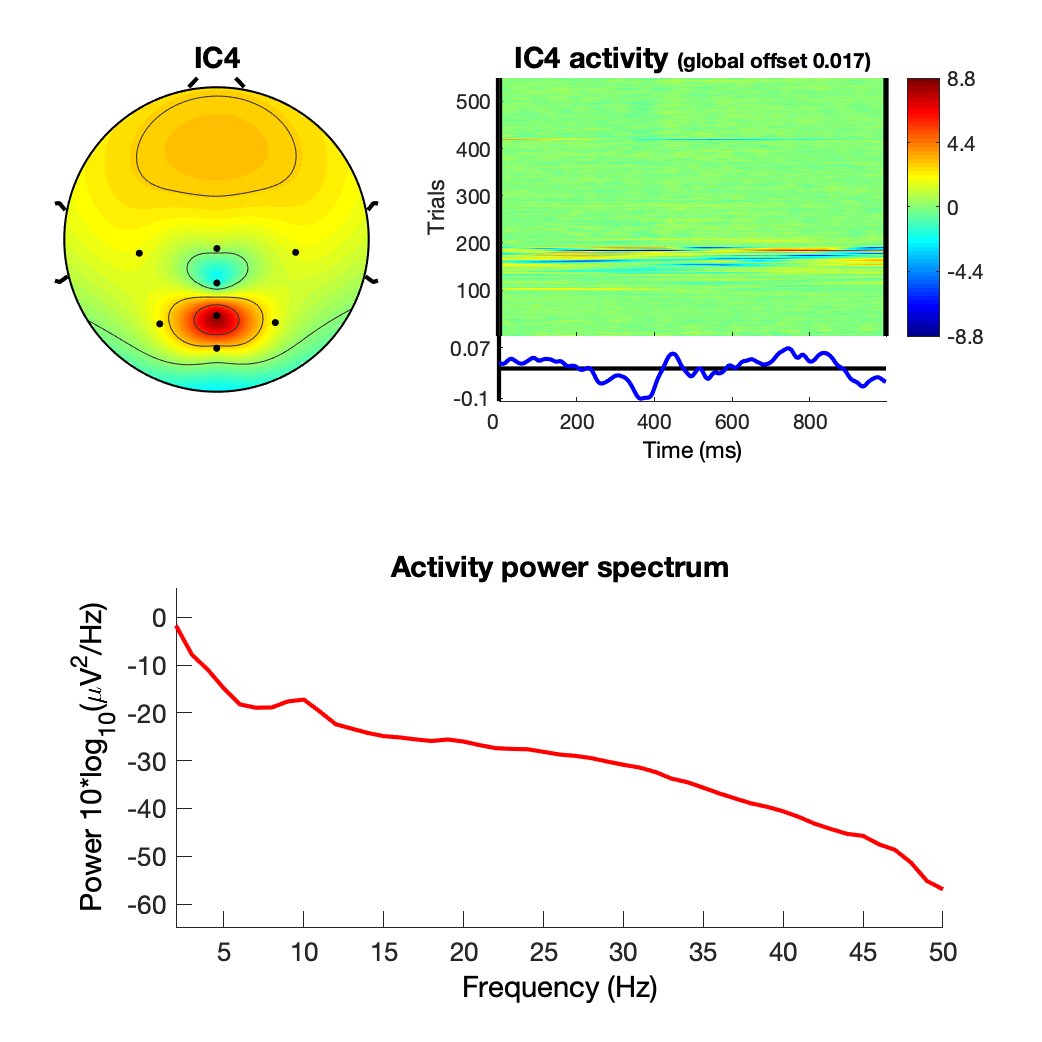 IC4
IC4 activity (global offset 0.017)
Trials
500
400
300
200
100
8.8
4.4
0
-4.4
-8.8
0.07
-0.1
0 200 400 600 800
Time (ms)
Activity power spectrum
Power 10*log10(μV²/Hz)
0
-10
-20
-30
-40
-50
-60
5 10 15 20 25 30 35 40 45 50
Frequency (Hz)